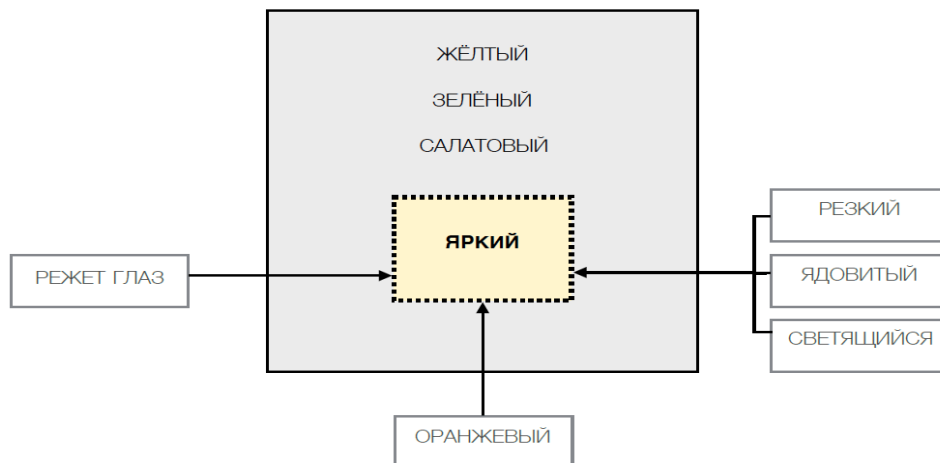 ЖЁЛТЫЙ
ЗЕЛЁНЫЙ
САЛАТОВЫЙ
ЯРКИЙ
РЕЖЕТ ГЛАЗ
РЕЗКИЙ
ЯДОВИТЫЙ
СВЕТЯЩИЙСЯ
ОРАНЖЕВЫЙ